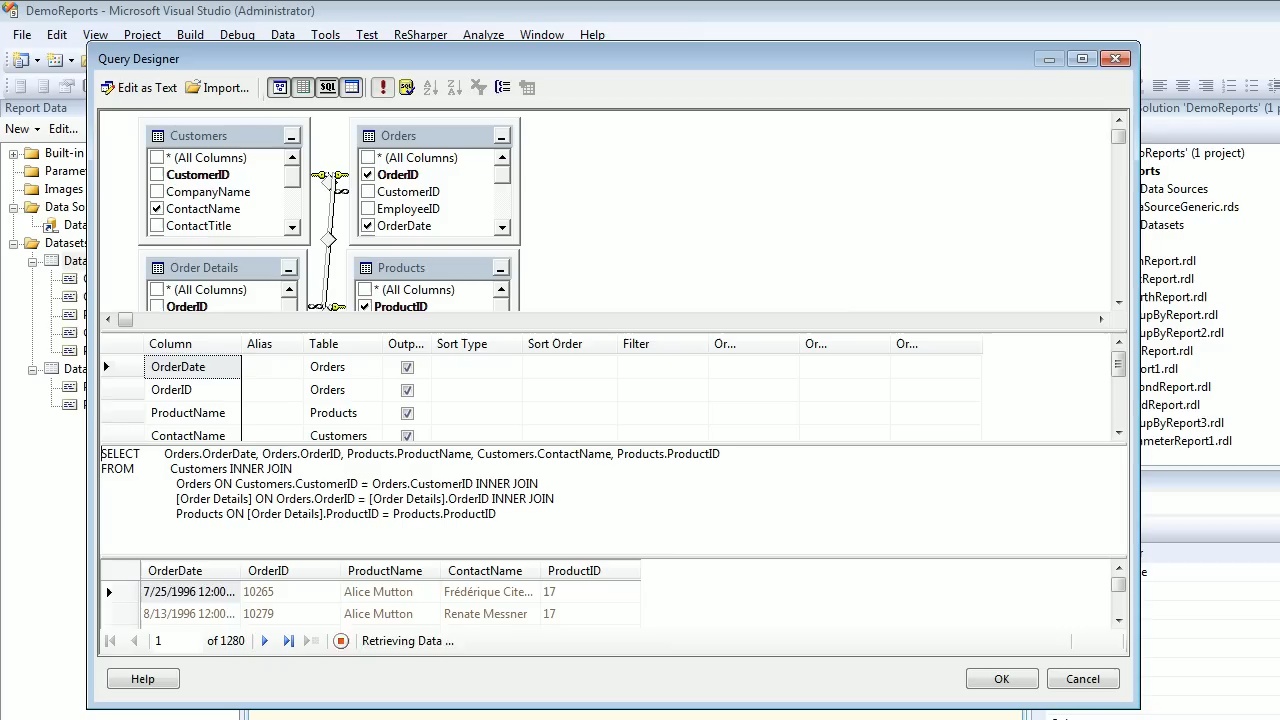 DemoReports - Microsoft Visual Studio (Administrator)
File Edit View Project Build Debug Data Tools Test ReSharper Analyze Window Help
Query Designer
Edit as Text Import... SQL SQL
Report Data
New Edit...
Built-in
Images
Datasets
Customers
* (All Columns)
CustomerID
CompanyName
ContactName
ContactTitle
Orders
* (All Columns)
OrderID
CustomerID
EmployeeID
OrderDate
Order Details
* (All Columns)
OrderID
Products
* (All Columns)
ProductID
Column Alias Table Outp... Sort Type Sort Order Filter Or... Or... Or...
OrderDate Orders
OrderID Orders
ProductName Products
ContactName Customers
SELECT Orders.OrderDate, Orders.OrderID, Products.ProductName, Customers.ContactName, Products.ProductID
FROM Customers INNER JOIN
Orders ON Customers.CustomerID = Orders.CustomerID INNER JOIN
[Order Details] ON Orders.OrderID = [Order Details].OrderID INNER JOIN
Products ON [Order Details].ProductID = Products.ProductID
OrderDate OrderID ProductName ContactName ProductID
7/25/1996 12:00... 10265 Alice Mutton Frédérique Cite... 17
8/13/1996 12:00... 10279 Alice Mutton Renate Messner 17
1 of 1280 Retrieving Data ...
Help OK Cancel
olution 'DemoReports' (1 p
oReports' (1 project)
orts
Data Sources
aSourceGeneric.rds
Datasets
nReport.rdl
tReport.rdl
rthReport.rdl
upByReport.rdl
upByReport2.rdl
Report.rdl
ort1.rdl
ondReport.rdl
dReport.rdl
upByReport3.rdl
ameterReport1.rdl